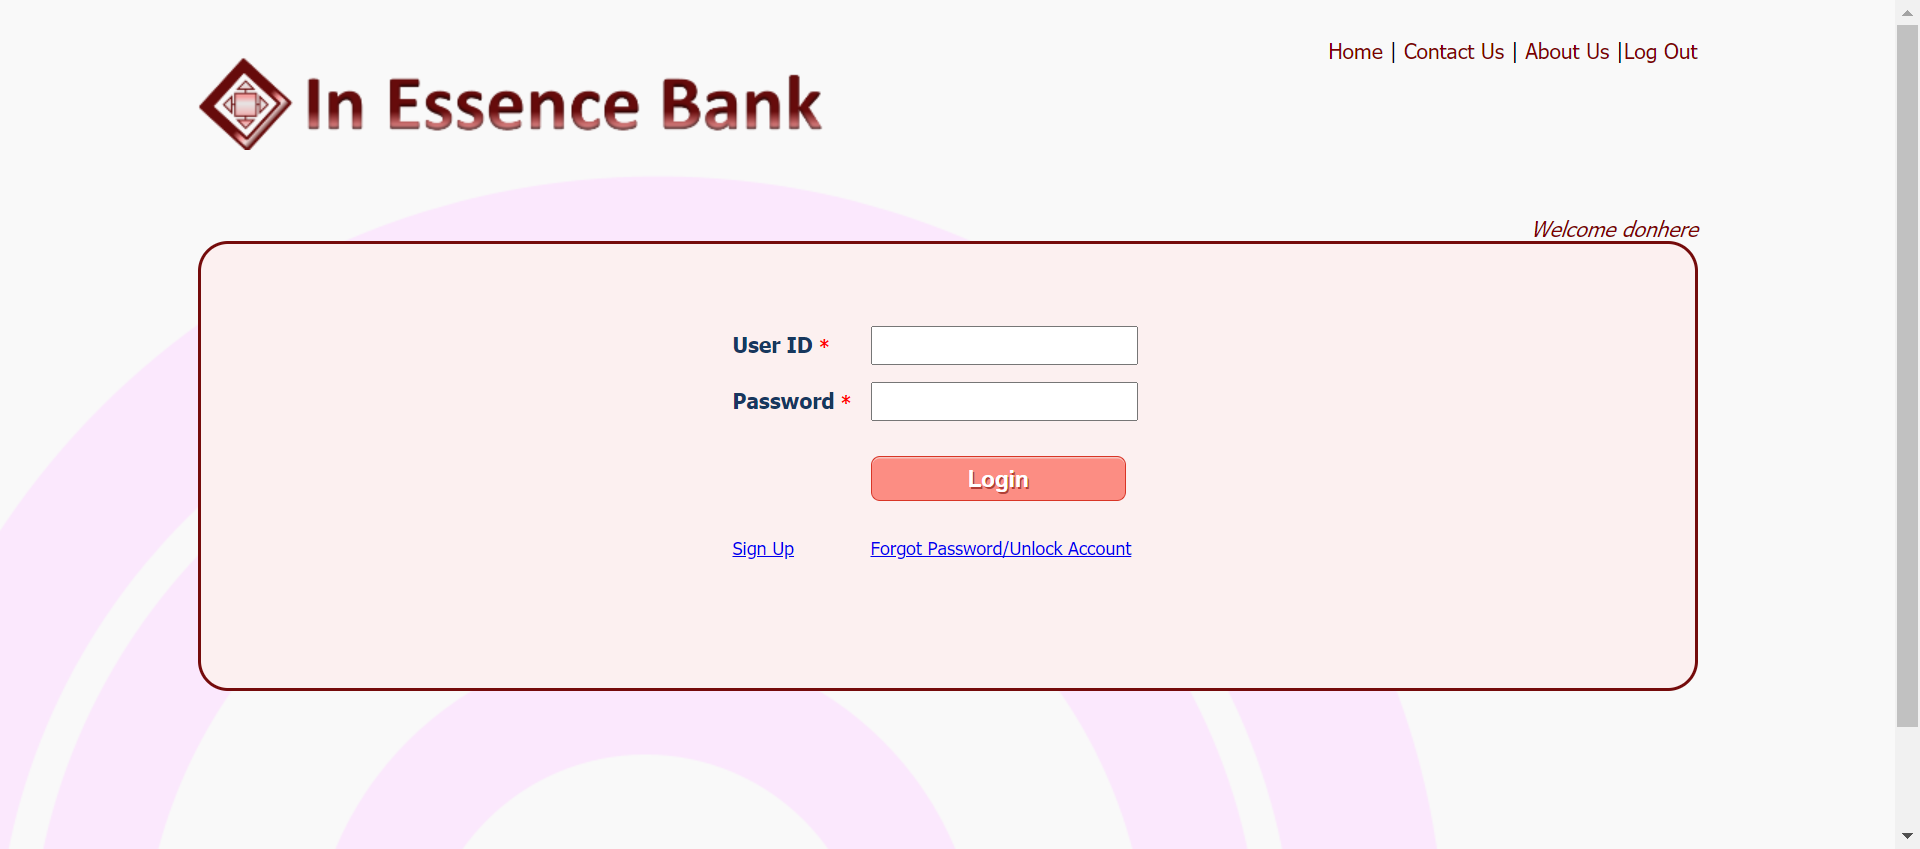 Home | Contact Us | About Us |Log Out
In Essence Bank
Welcome donhere
User ID *
Password *
Login
Sign Up
Forgot Password/Unlock Account